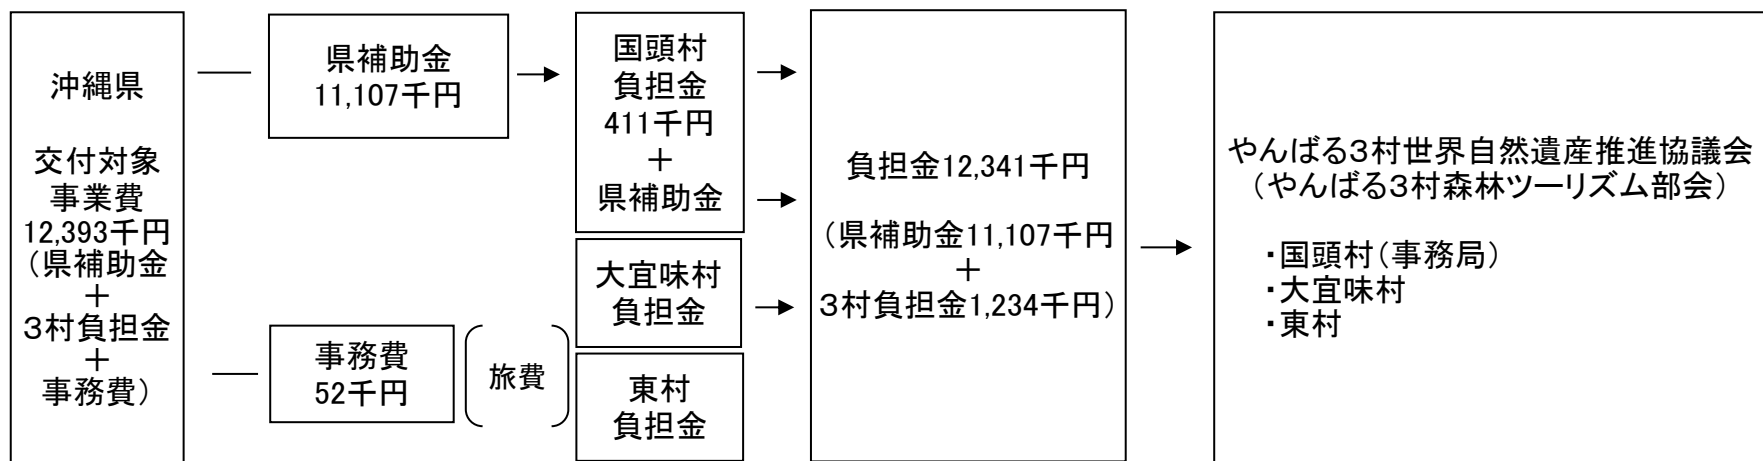 沖縄県
交付対象
事業費
12,393千円
（県補助金
＋
３村負担金
＋
事務費）
県補助金
11,107千円
事務費
52千円
旅費
国頭村
負担金
411千円
＋
県補助金
大宜味村
負担金
東村
負担金
負担金12,341千円
（県補助金11,107千円
＋
３村負担金1,234千円）
やんばる３村世界自然遺産推進協議会
（やんばる３村森林ツーリズム部会）
・国頭村（事務局）
・大宜味村
・東村